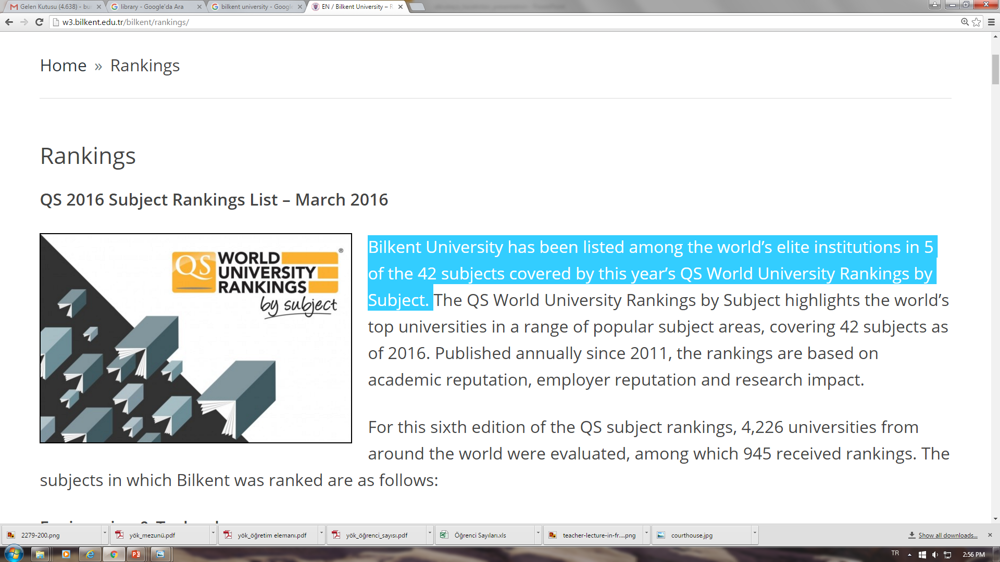 Gelen Kutusu (4.638) - bu
library - Google'da Ara
bilkent university - Google
EN / Bilkent University – R
w3.bilkent.edu.tr/bilkent/rankings/
Home » Rankings
Rankings
QS 2016 Subject Rankings List – March 2016
QS WORLD UNIVERSITY RANKINGS ®
by subject
Bilkent University has been listed among the world’s elite institutions in 5
of the 42 subjects covered by this year’s QS World University Rankings by
Subject. The QS World University Rankings by Subject highlights the world’s
top universities in a range of popular subject areas, covering 42 subjects as
of 2016. Published annually since 2011, the rankings are based on
academic reputation, employer reputation and research impact.
For this sixth edition of the QS subject rankings, 4,226 universities from
around the world were evaluated, among which 945 received rankings. The
subjects in which Bilkent was ranked are as follows:
2279-200.png
yök_mezunü.pdf
yök_öğretim elemanı.pdf
yök_öğrenci_sayısı.pdf
Öğrenci Sayıları.xls
teacher-lecture-in-fr....png
courthouse.jpg
Show all downloads...
TR
2:56 PM